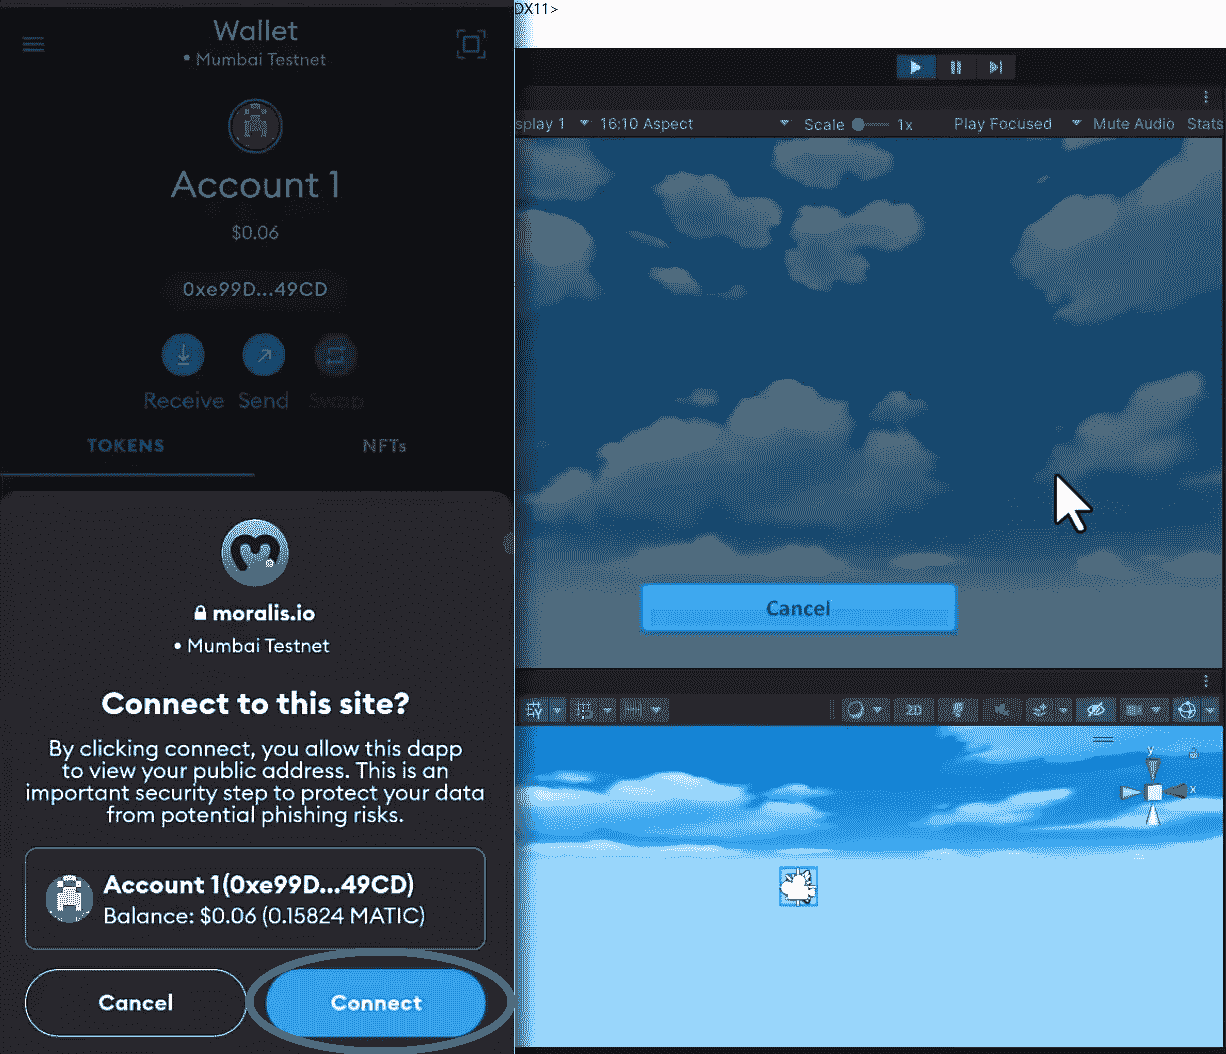 Wallet
• Mumbai Testnet
Account 1
$0.06
0xe99D...49CD
Receive Send Swap
TOKENS NFTs
moralis.io
• Mumbai Testnet
Connect to this site?
By clicking connect, you allow this dapp
to view your public address. This is an
important security step to protect your data
from potential phishing risks.
Account 1(0xe99D...49CD)
Balance: $0.06 (0.15824 MATIC)
Cancel Connect
DX11>
splay 1 16:10 Aspect Scale 1x Play Focused Mute Audio Stats
Cancel
2D
y
x